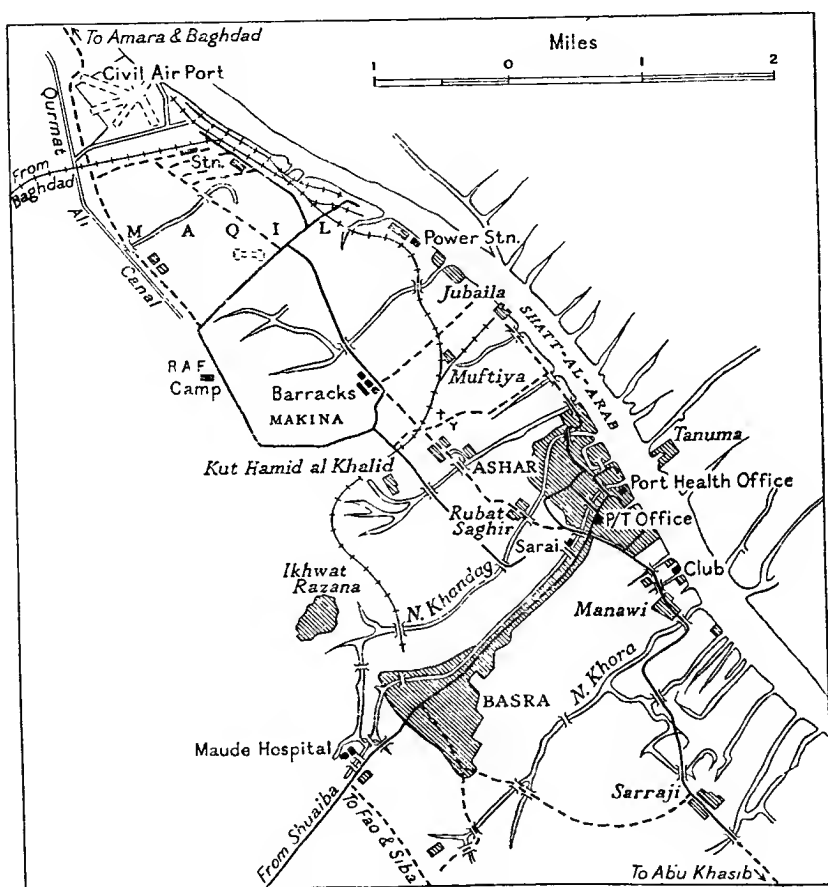 To Amara & Baghdad
Miles
1 0 1 2
Civil Air Port
Qurmat Ali Canal
From Baghdad
Stn.
MAQIL
Power Stn.
Jubaila
SHATT-AL-ARAB
RAF Camp
Barracks
MAKINA
Muftiya
Tanuma
Kut Hamid al Khalid
ASHAR
Port Health Office
Rubat Saghir
P/T Office
Sarai
Ikhwat Razana
N. Khandag
Club
Manawi
N. Khora
BASRA
Maude Hospital
Sarraji
From Shuaiba
To Fao & Siba
To Abu Khasib